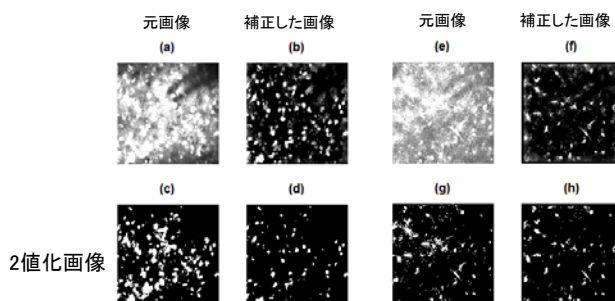 元画像 補正した画像 元画像 補正した画像
(a) (b) (e) (f)
(c) (d) (g) (h)
2値化画像